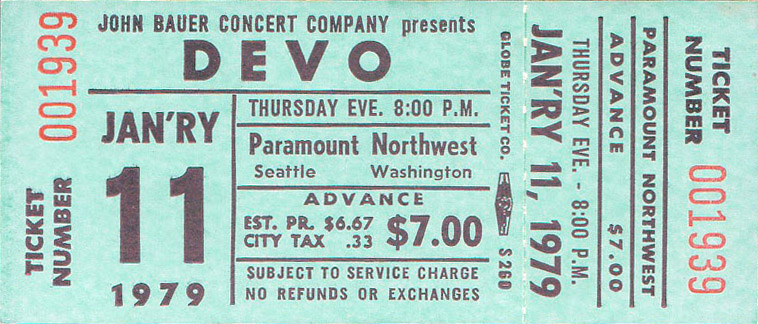 001939
TICKET
NUMBER
JOHN BAUER CONCERT COMPANY presents
DEVO
JAN'RY
11
1979
THURSDAY EVE. 8:00 P.M.
Paramount Northwest
Seattle Washington
ADVANCE
EST. PR. $6.67
CITY TAX .33
$7.00
SUBJECT TO SERVICE CHARGE
NO REFUNDS OR EXCHANGES
GLOBE TICKET CO.
S 260
JAN'RY 11, 1979
THURSDAY EVE. - 8:00 P.M.
ADVANCE $7.00
PARAMOUNT NORTHWEST
TICKET
NUMBER
001939